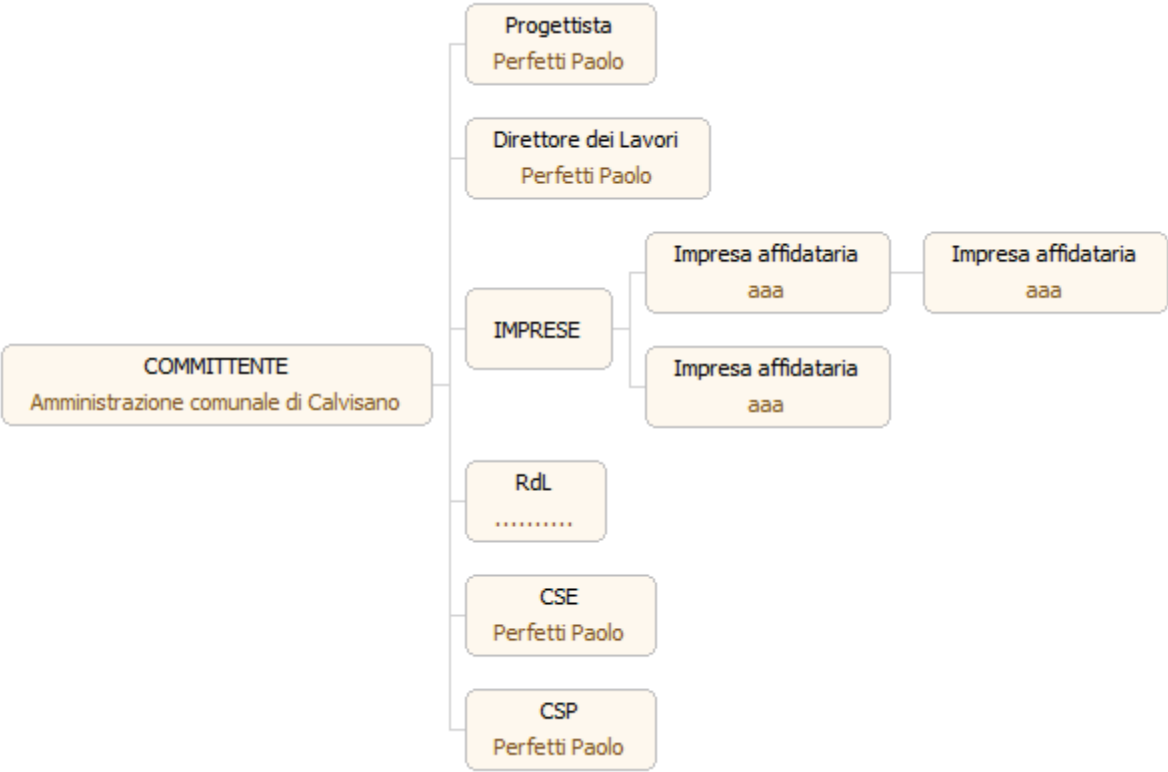 Progettista
Perfetti Paolo
Direttore dei Lavori
Perfetti Paolo
Impresa affidataria
aaa
Impresa affidataria
aaa
IMPRESE
COMMITTENTE
Amministrazione comunale di Calvisano
Impresa affidataria
aaa
RdL
..........
CSE
Perfetti Paolo
CSP
Perfetti Paolo